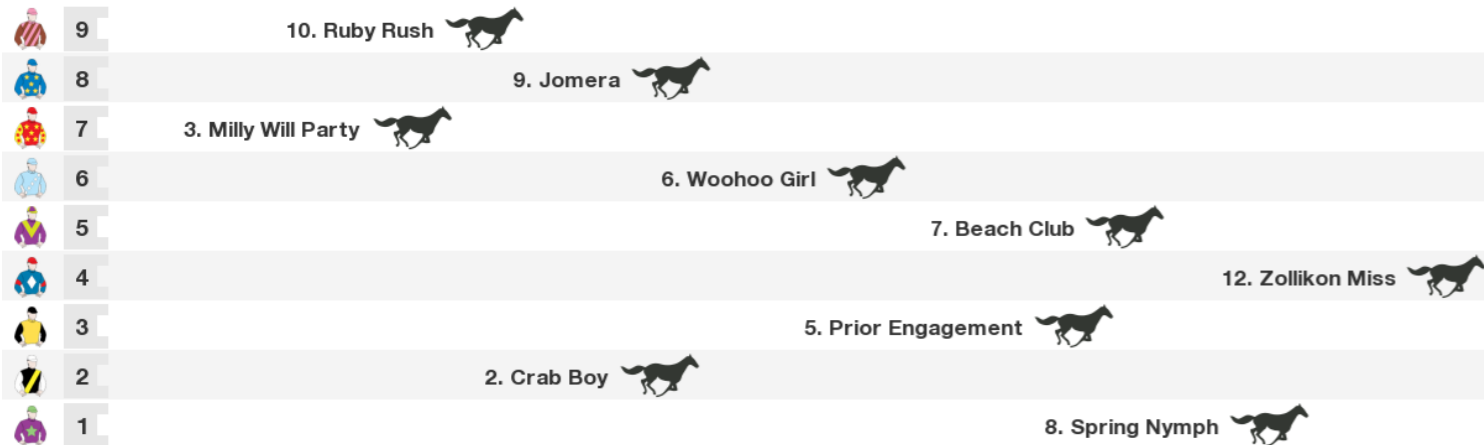 9 10. Ruby Rush
8 9. Jomera
7 3. Milly Will Party
6 6. Woohoo Girl
5 7. Beach Club
4 12. Zollikon Miss
3 5. Prior Engagement
2 2. Crab Boy
1 8. Spring Nymph